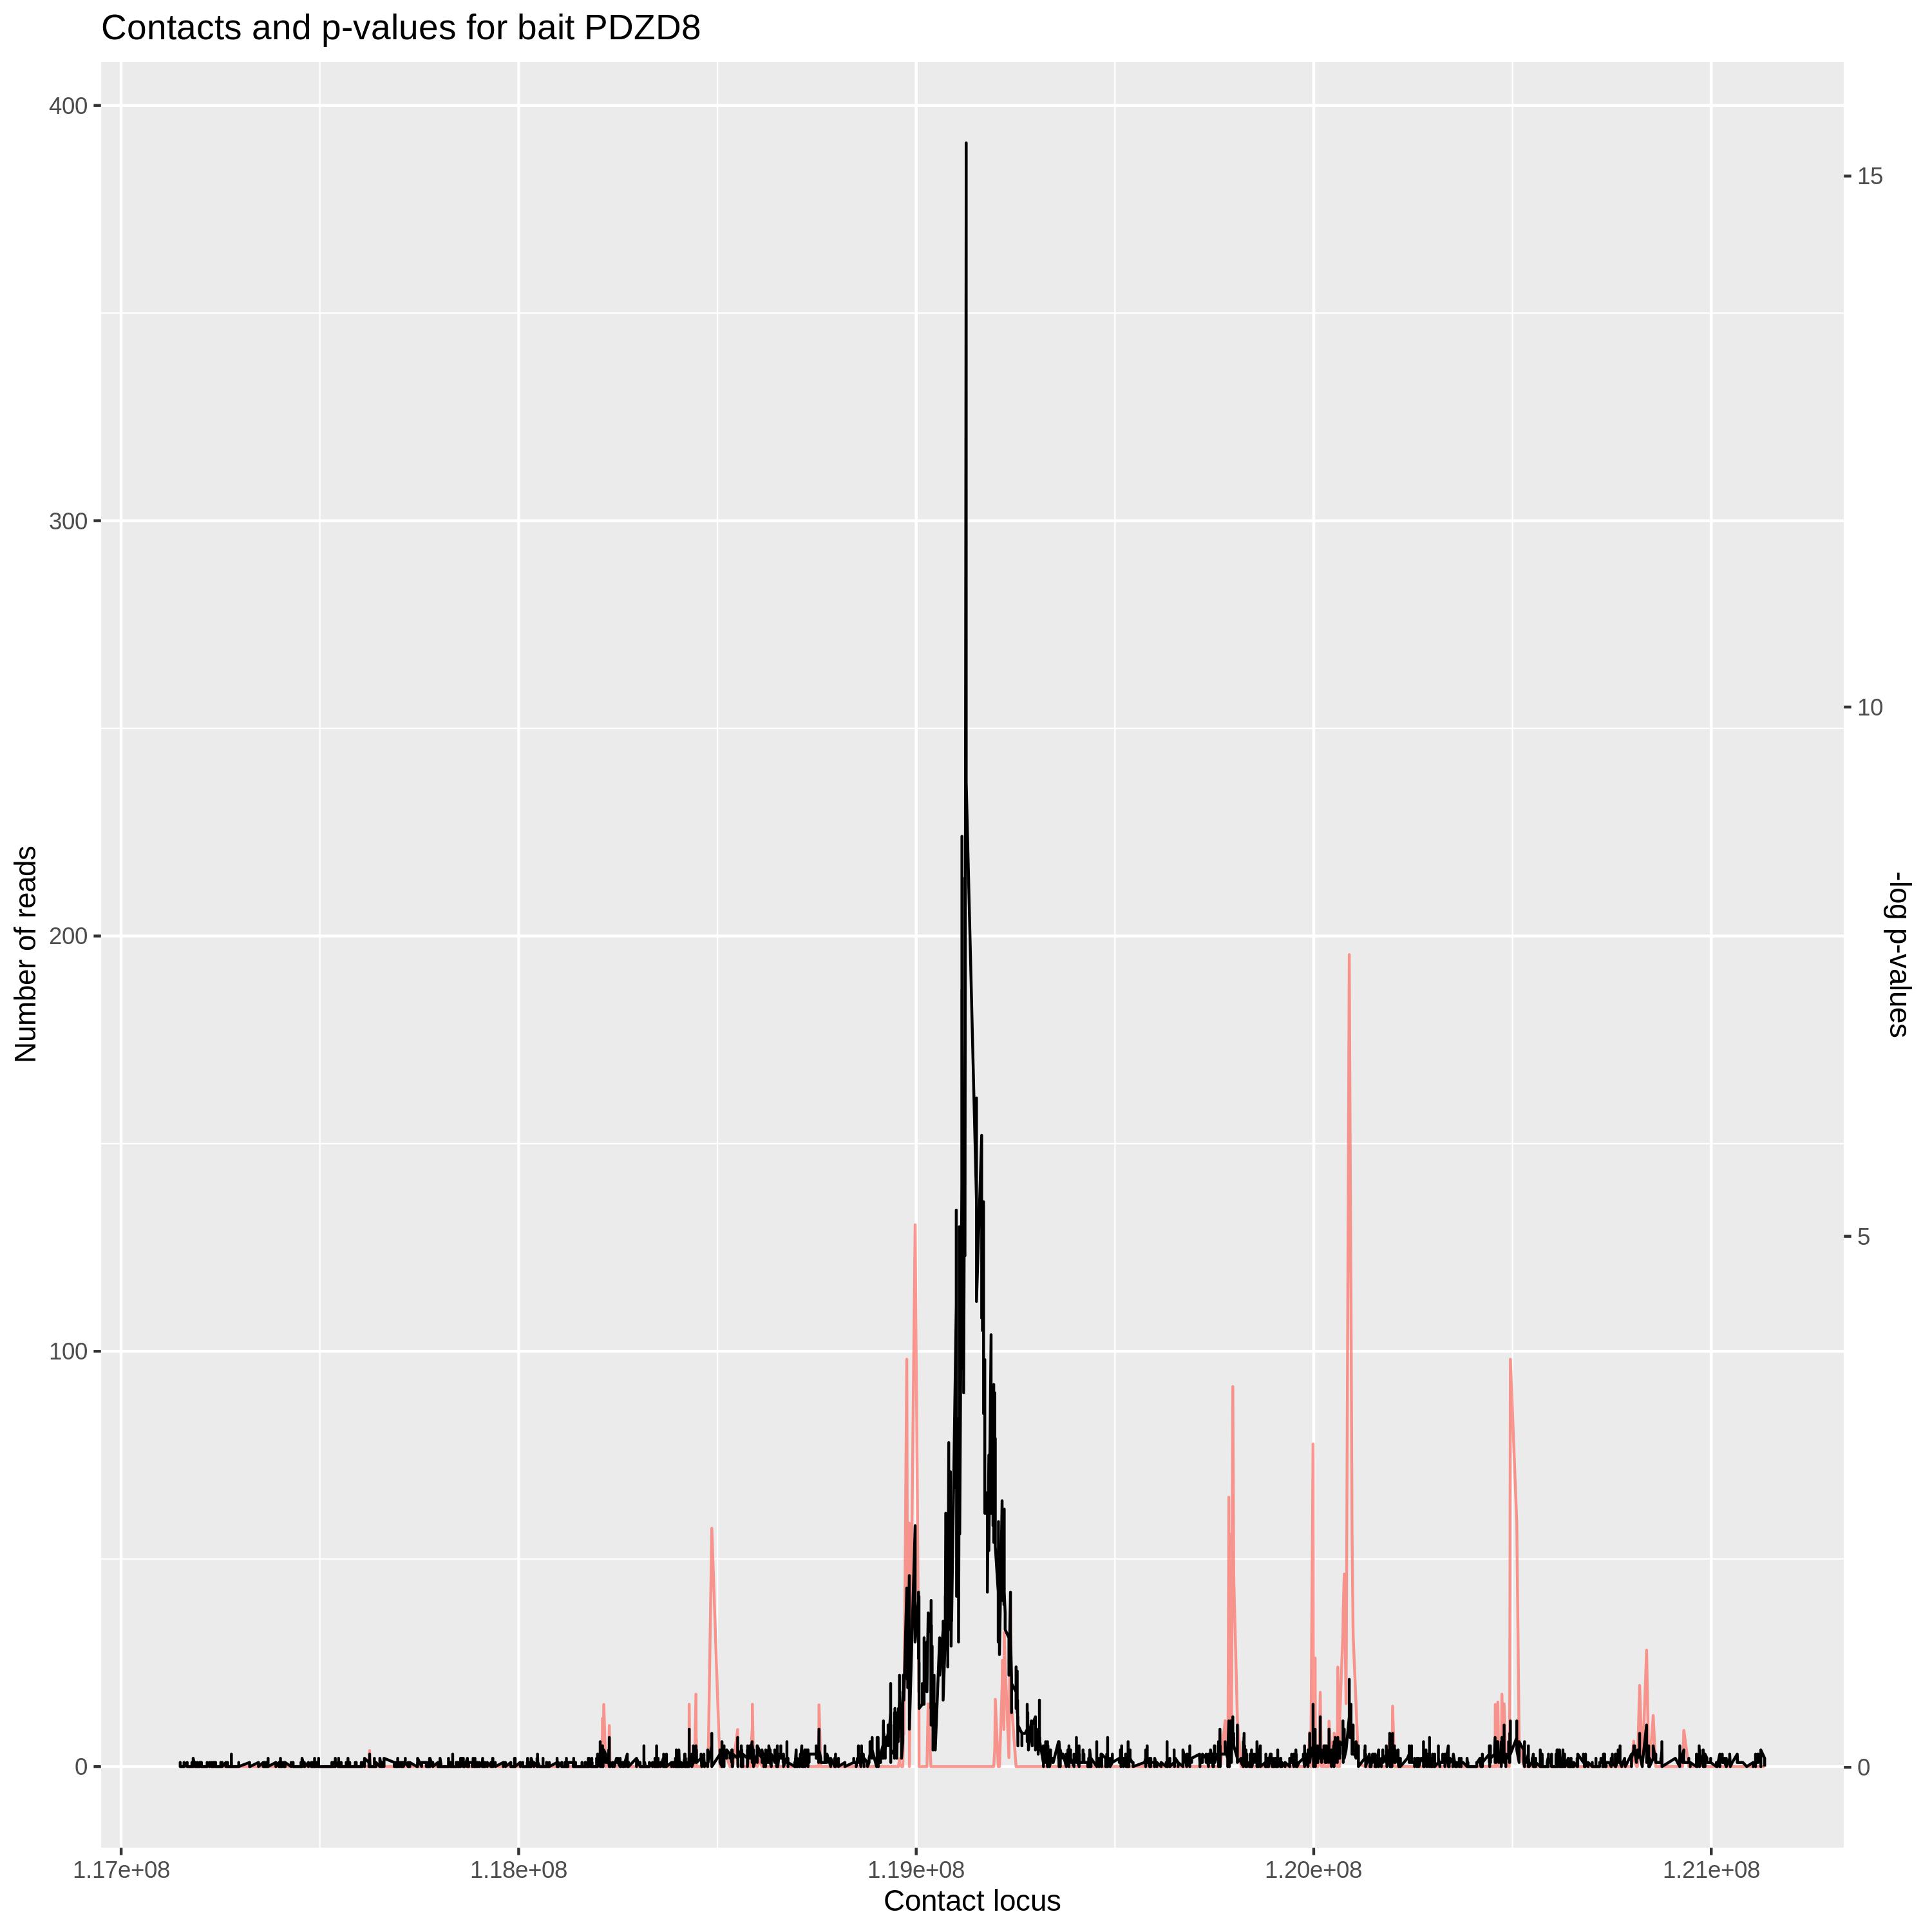 Contacts and p-values for bait PDZD8
400
300
200
100
0
Number of reads
15
10
5
0
-log p-values
1.17e+08 1.18e+08 1.19e+08 1.20e+08 1.21e+08
Contact locus